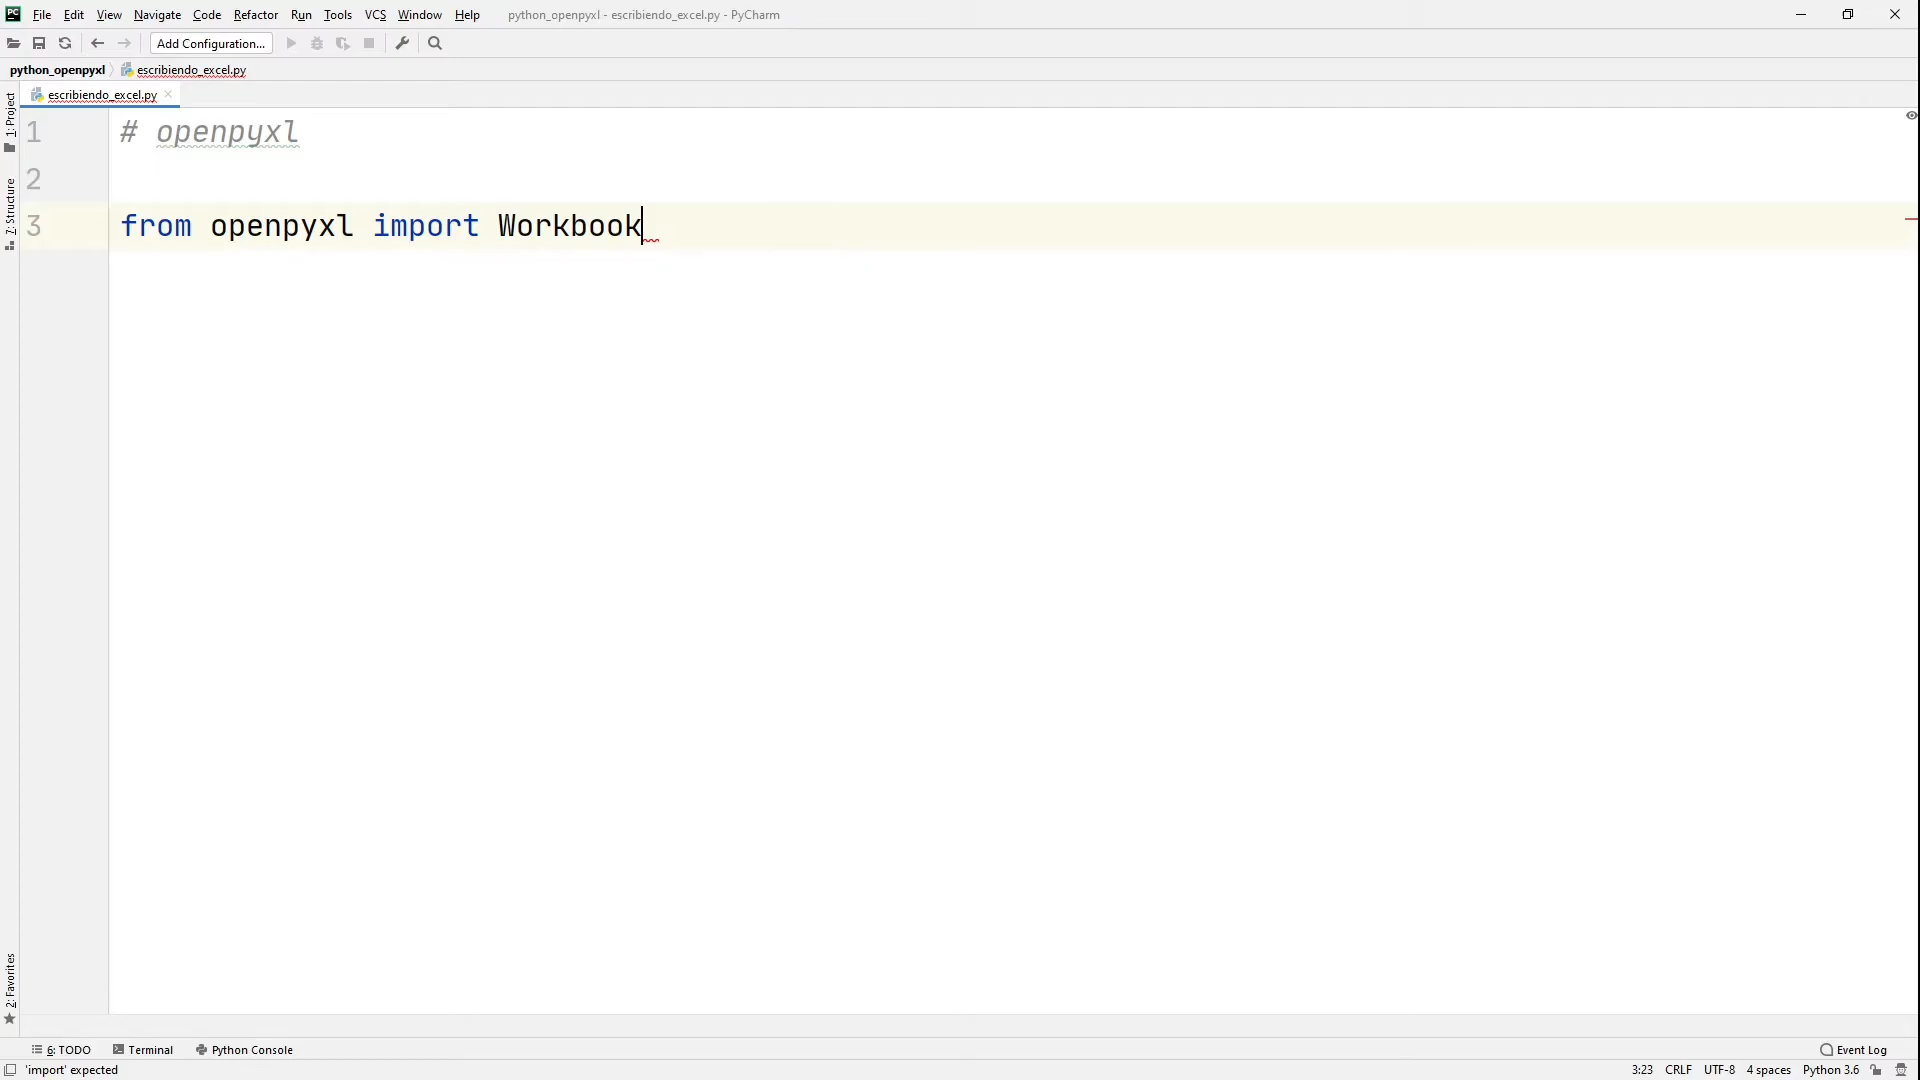 PC File Edit View Navigate Code Refactor Run Tools VCS Window Help python_openpyxl - escribiendo_excel.py - PyCharm
Add Configuration...
python_openpyxl escribiendo_excel.py
escribiendo_excel.py
1 # openpyxl
2
3 from openpyxl import Workbook
1: Project
7: Structure
2: Favorites
6: TODO Terminal Python Console Event Log
'import' expected 3:23 CRLF UTF-8 4 spaces Python 3.6